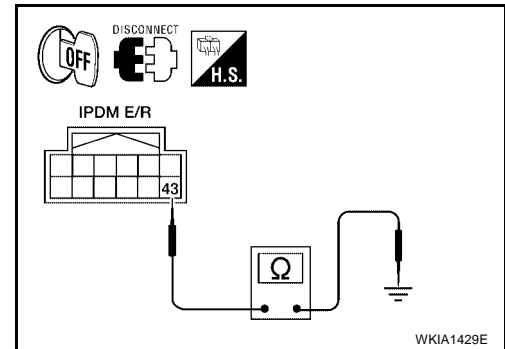 DISCONNECT
OFF
H.S.
IPDM E/R
43
Ω
WKIA1429E